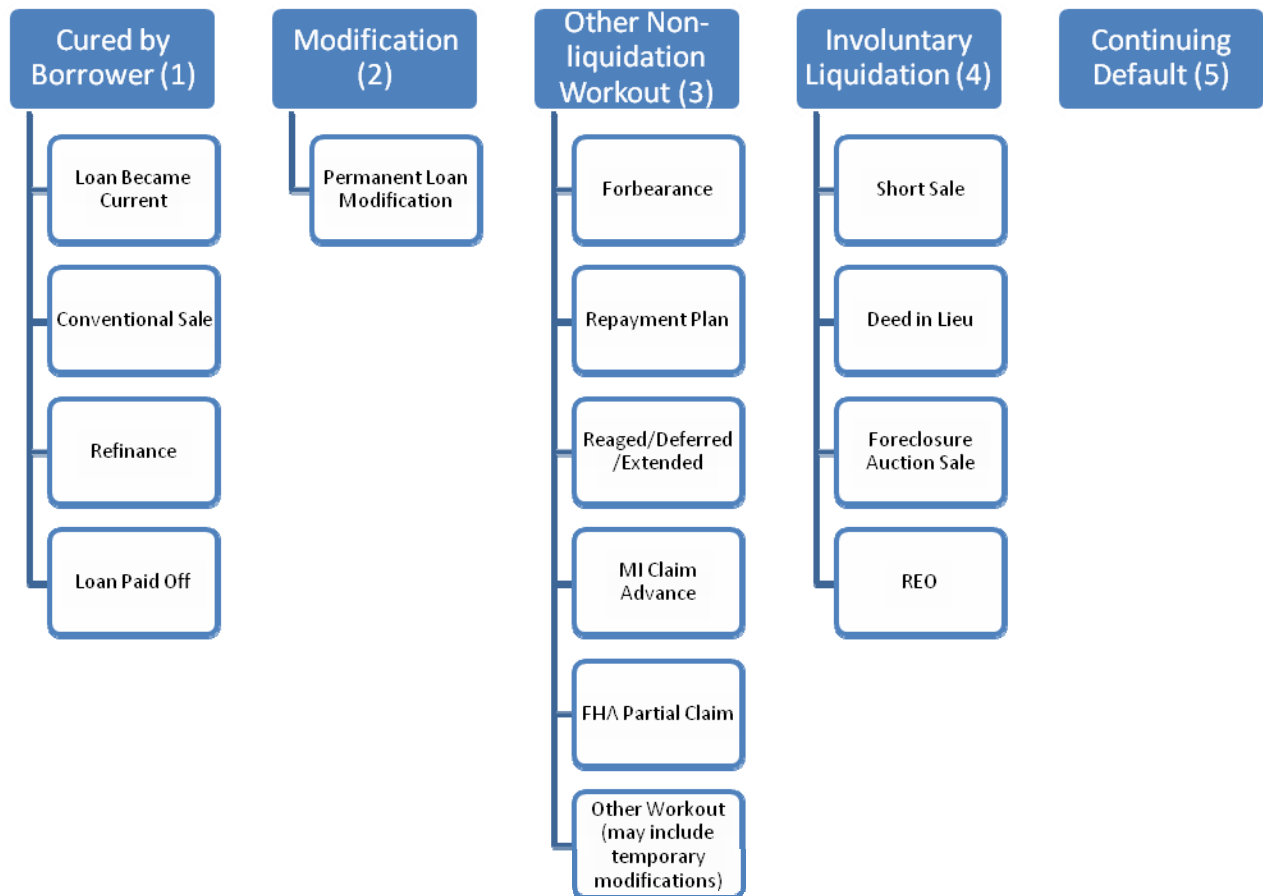 Cured by
Borrower (1)
Loan Became
Current
Conventional Sale
Refinance
Loan Paid Off
Modification
(2)
Permanent Loan
Modification
Other Non-
liquidation
Workout (3)
Forbearance
Repayment Plan
Reaged/Deferred
/Extended
MI Claim
Advance
FHA Partial Claim
Other Workout
(may include
temporary
modifications)
Involuntary
Liquidation (4)
Short Sale
Deed in Lieu
Foreclosure
Auction Sale
REO
Continuing
Default (5)